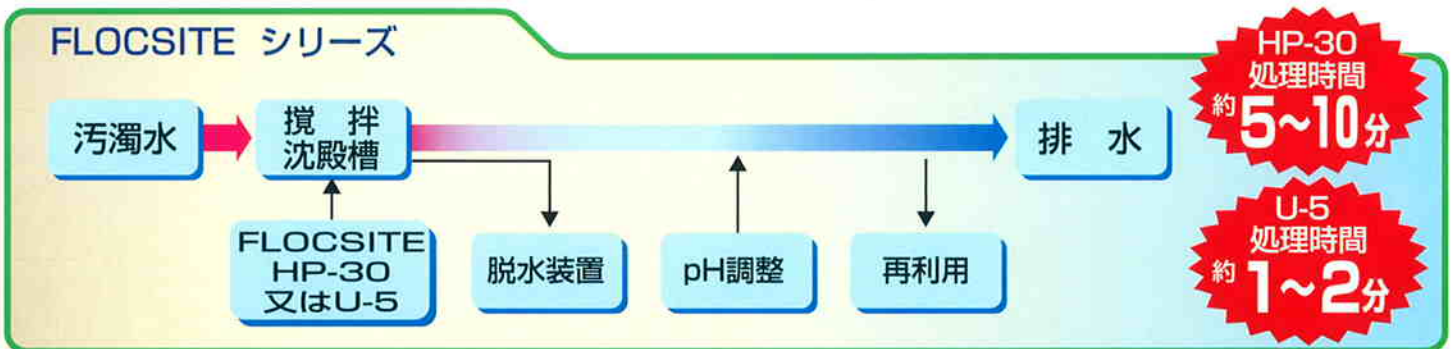 FLOCSITE シリーズ
汚濁水
攪　拌
沈殿槽
排　水
FLOCSITE
HP-30
又はU-5
脱水装置
pH調整
再利用
HP-30
処理時間
約5～10分
U-5
処理時間
約1～2分